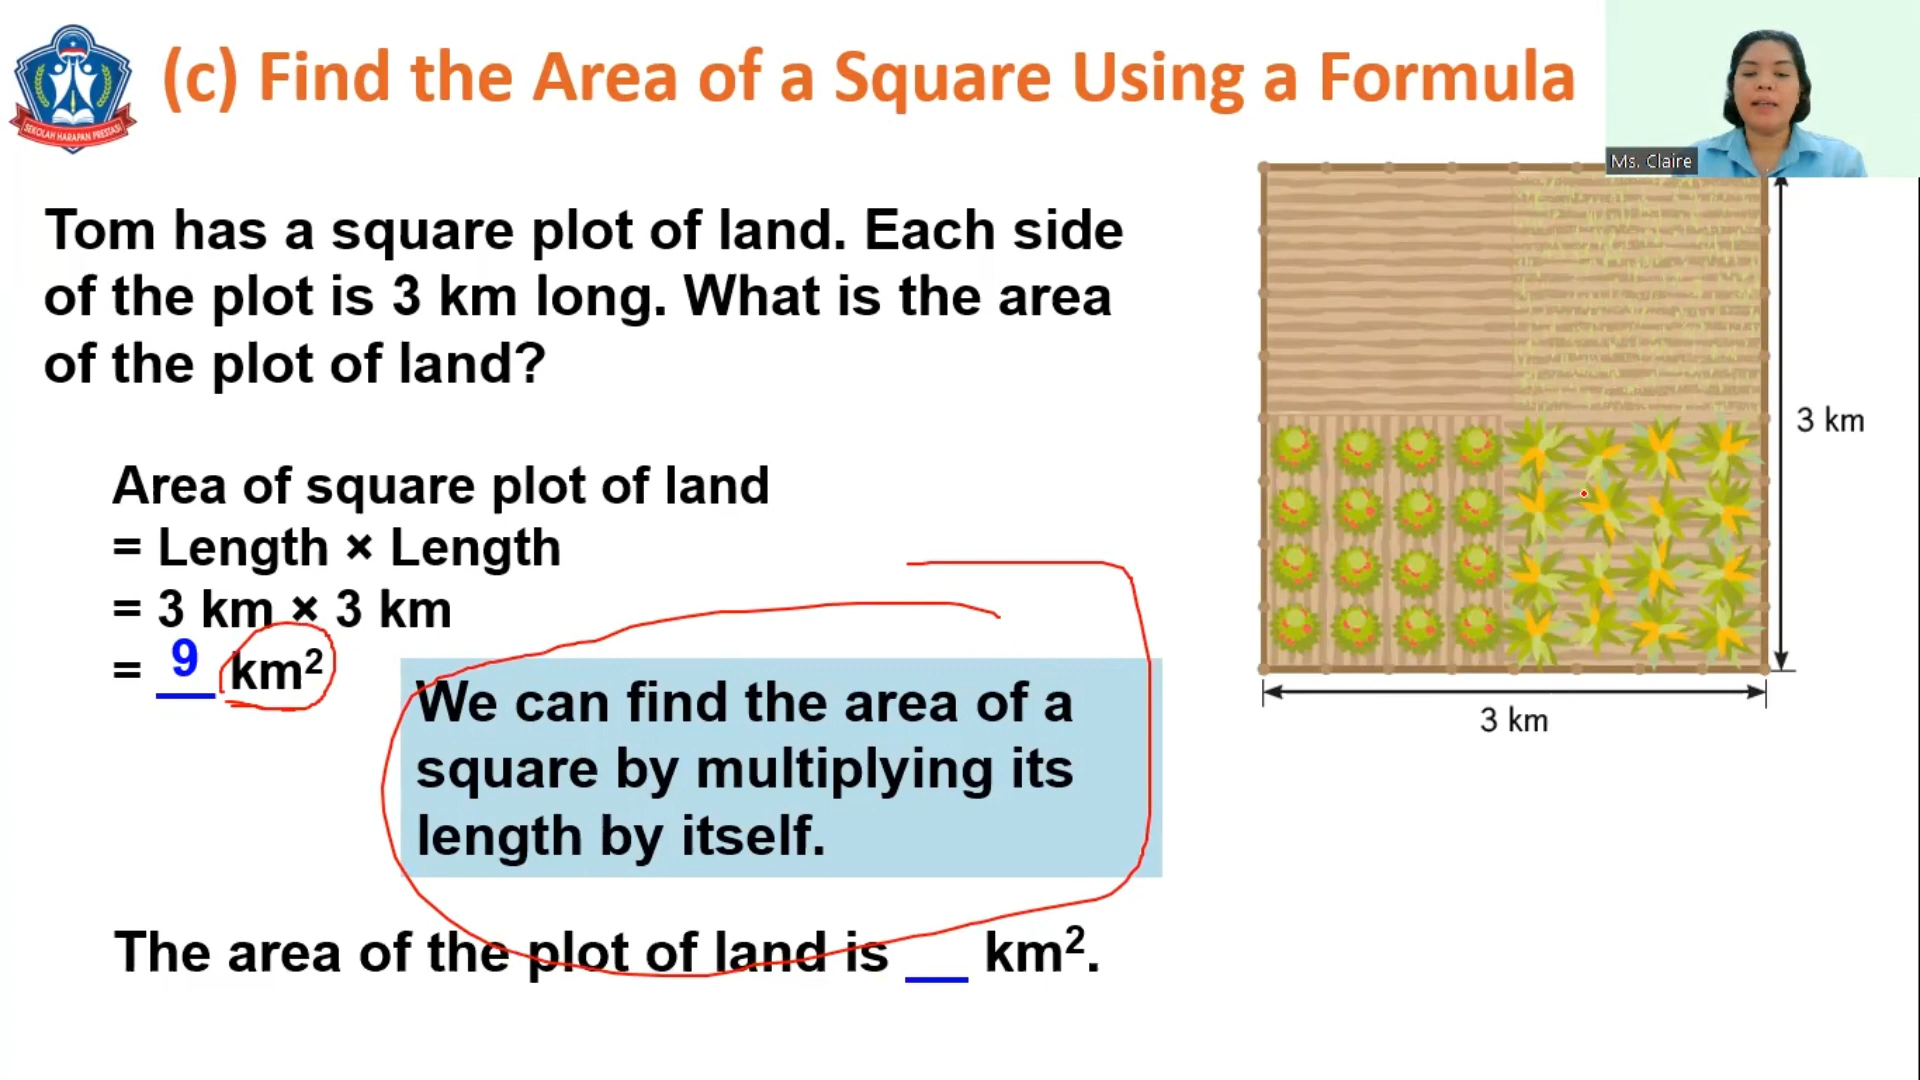 (c) Find the Area of a Square Using a Formula
SEKOLAH HARAPAN PRESTASI
Ms. Claire
Tom has a square plot of land. Each side
of the plot is 3 km long. What is the area
of the plot of land?
3 km
3 km
Area of square plot of land
= Length × Length
= 3 km × 3 km
= 9 km²
We can find the area of a
square by multiplying its
length by itself.
The area of the plot of land is __ km².